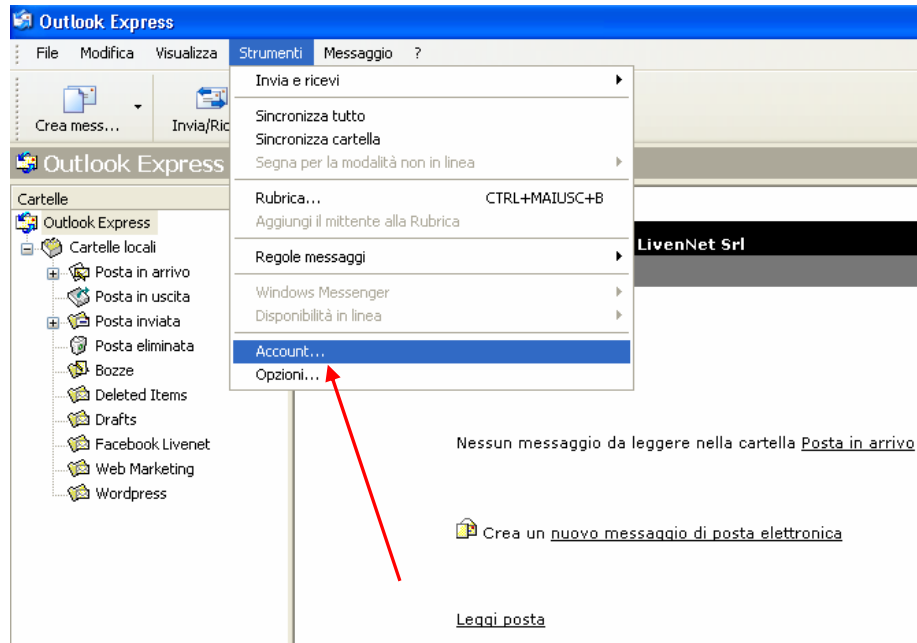 Outlook Express
File Modifica Visualizza Strumenti Messaggio ?
Crea mess... Invia/Ric
Invia e ricevi
Sincronizza tutto
Sincronizza cartella
Segna per la modalità non in linea
Rubrica... CTRL+MAIUSC+B
Aggiungi il mittente alla Rubrica
Regole messaggi
Windows Messenger
Disponibilità in linea
Account...
Opzioni...
Outlook Express
Cartelle
Outlook Express
Cartelle locali
Posta in arrivo
Posta in uscita
Posta inviata
Posta eliminata
Bozze
Deleted Items
Drafts
Facebook Livenet
Web Marketing
Wordpress
LivenNet Srl
Nessun messaggio da leggere nella cartella Posta in arrivo
Crea un nuovo messaggio di posta elettronica
Leggi posta